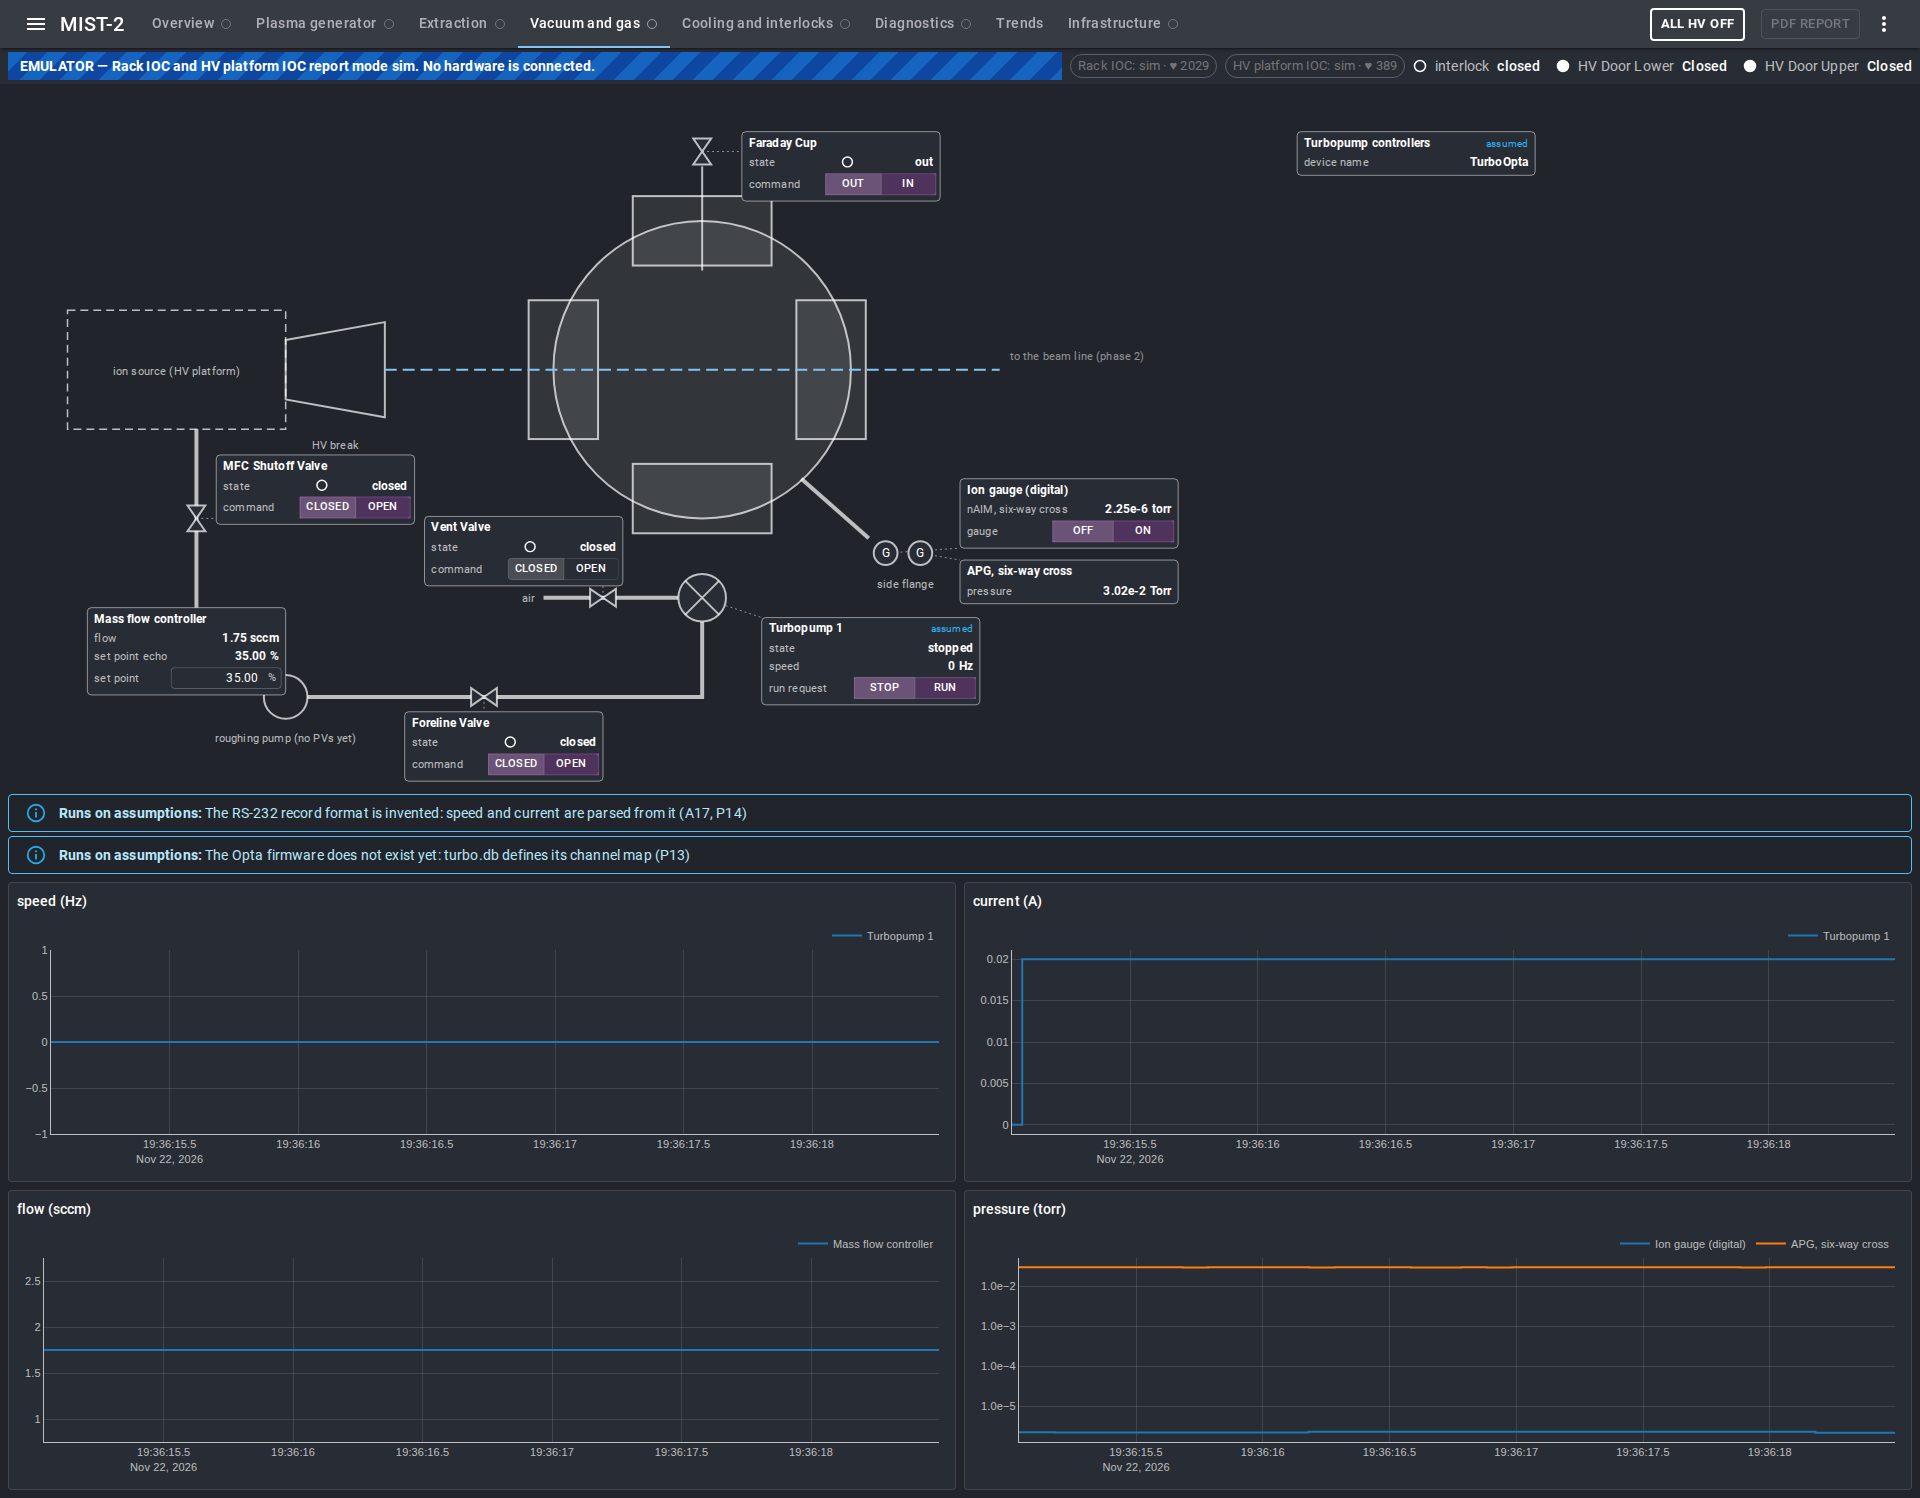 MIST-2
Overview
Plasma generator
Extraction
Vacuum and gas
Cooling and interlocks
Diagnostics
Trends
Infrastructure
ALL HV OFF
PDF REPORT
EMULATOR — Rack IOC and HV platform IOC report mode sim. No hardware is connected.
Rack IOC: sim · ♥ 2029
HV platform IOC: sim · ♥ 389
interlock closed
HV Door Lower Closed
HV Door Upper Closed
Faraday Cup
state out
command OUT IN
Turbopump controllers assumed
device name TurboOpta
to the beam line (phase 2)
ion source (HV platform)
HV break
MFC Shutoff Valve
state closed
command CLOSED OPEN
Vent Valve
state closed
command CLOSED OPEN
air
Ion gauge (digital)
nAIM, six-way cross 2.25e-6 torr
gauge OFF ON
G G
side flange
APG, six-way cross
pressure 3.02e-2 Torr
Mass flow controller
flow 1.75 sccm
set point echo 35.00 %
set point 35.00 %
roughing pump (no PVs yet)
Turbopump 1 assumed
state stopped
speed 0 Hz
run request STOP RUN
Foreline Valve
state closed
command CLOSED OPEN
Runs on assumptions: The RS-232 record format is invented: speed and current are parsed from it (A17, P14)
Runs on assumptions: The Opta firmware does not exist yet: turbo.db defines its channel map (P13)
speed (Hz)
Turbopump 1
1
0.5
0
−0.5
−1
19:36:15.5 19:36:16 19:36:16.5 19:36:17 19:36:17.5 19:36:18
Nov 22, 2026
current (A)
Turbopump 1
0.02
0.015
0.01
0.005
0
19:36:15.5 19:36:16 19:36:16.5 19:36:17 19:36:17.5 19:36:18
Nov 22, 2026
flow (sccm)
Mass flow controller
2.5
2
1.5
1
19:36:15.5 19:36:16 19:36:16.5 19:36:17 19:36:17.5 19:36:18
Nov 22, 2026
pressure (torr)
Ion gauge (digital) APG, six-way cross
1.0e−2
1.0e−3
1.0e−4
1.0e−5
19:36:15.5 19:36:16 19:36:16.5 19:36:17 19:36:17.5 19:36:18
Nov 22, 2026